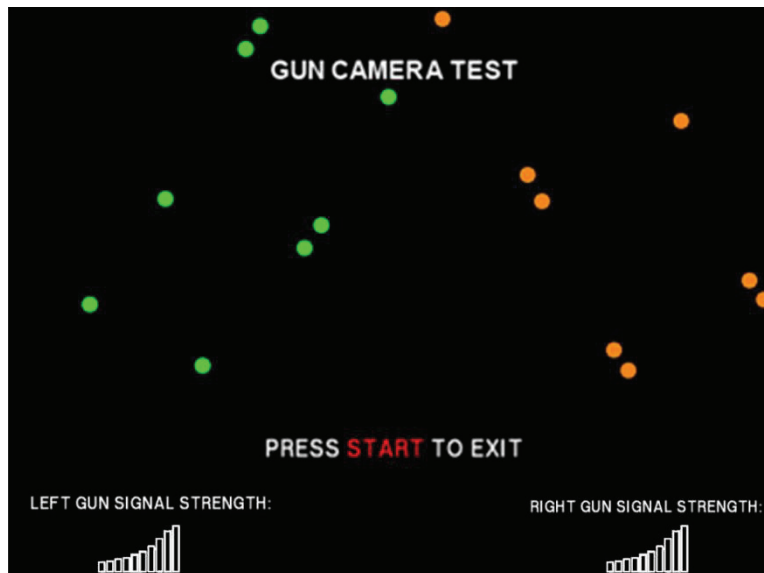 GUN CAMERA TEST
PRESS START TO EXIT
LEFT GUN SIGNAL STRENGTH:
RIGHT GUN SIGNAL STRENGTH: